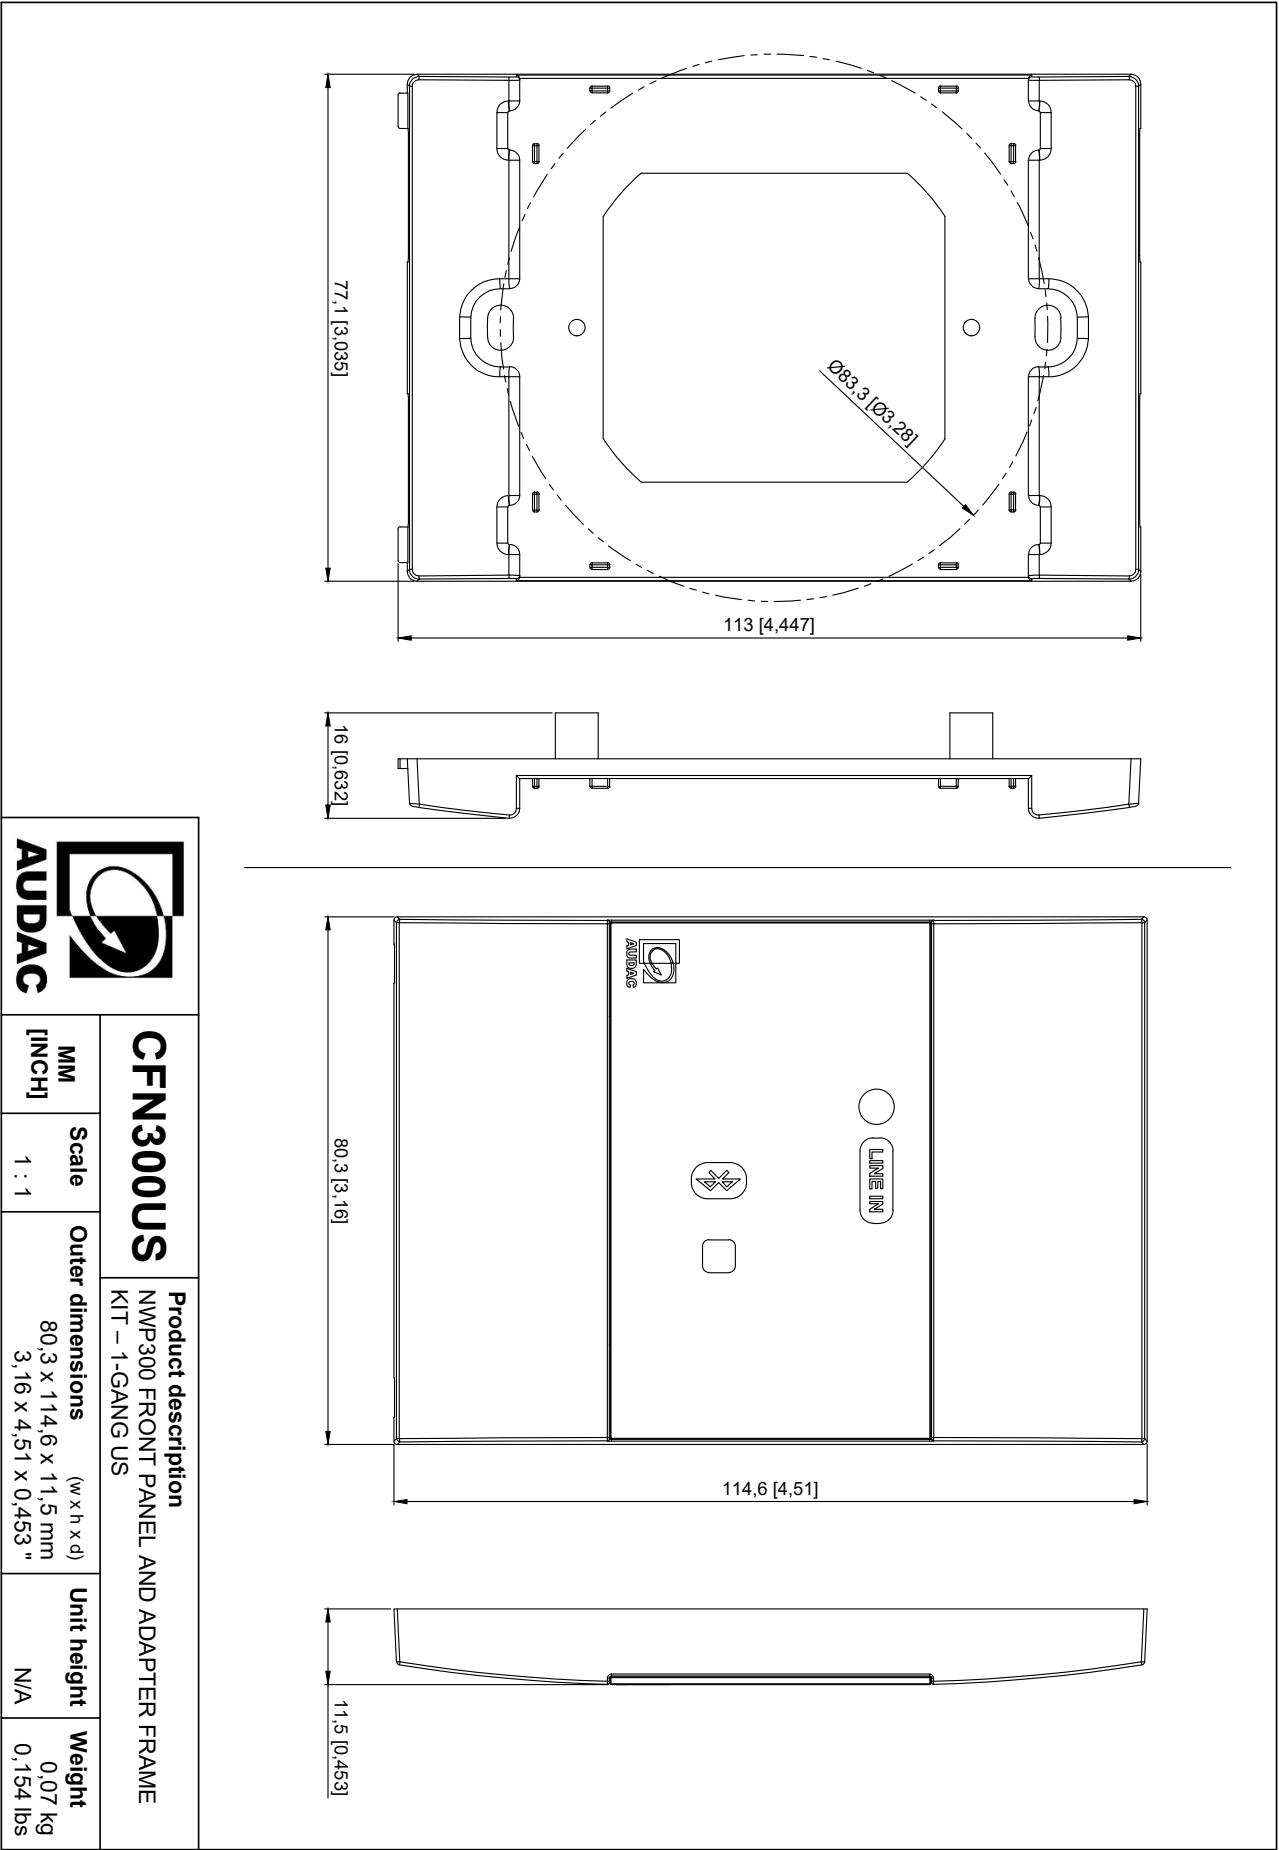 77,1 [3,035]
Ø83,3 [Ø3,28]
113 [4,447]
16 [0,632]
AUDAC
LINE IN
80,3 [3,16]
114,6 [4,51]
11,5 [0,453]
AUDAC
CFN300US
Product description
NWP300 FRONT PANEL AND ADAPTER FRAME
KIT – 1-GANG US
MM
[INCH]
Scale
1 : 1
Outer dimensions (w x h x d)
80,3 x 114,6 x 11,5 mm
3,16 x 4,51 x 0,453 "
Unit height
N/A
Weight
0,07 kg
0,154 lbs